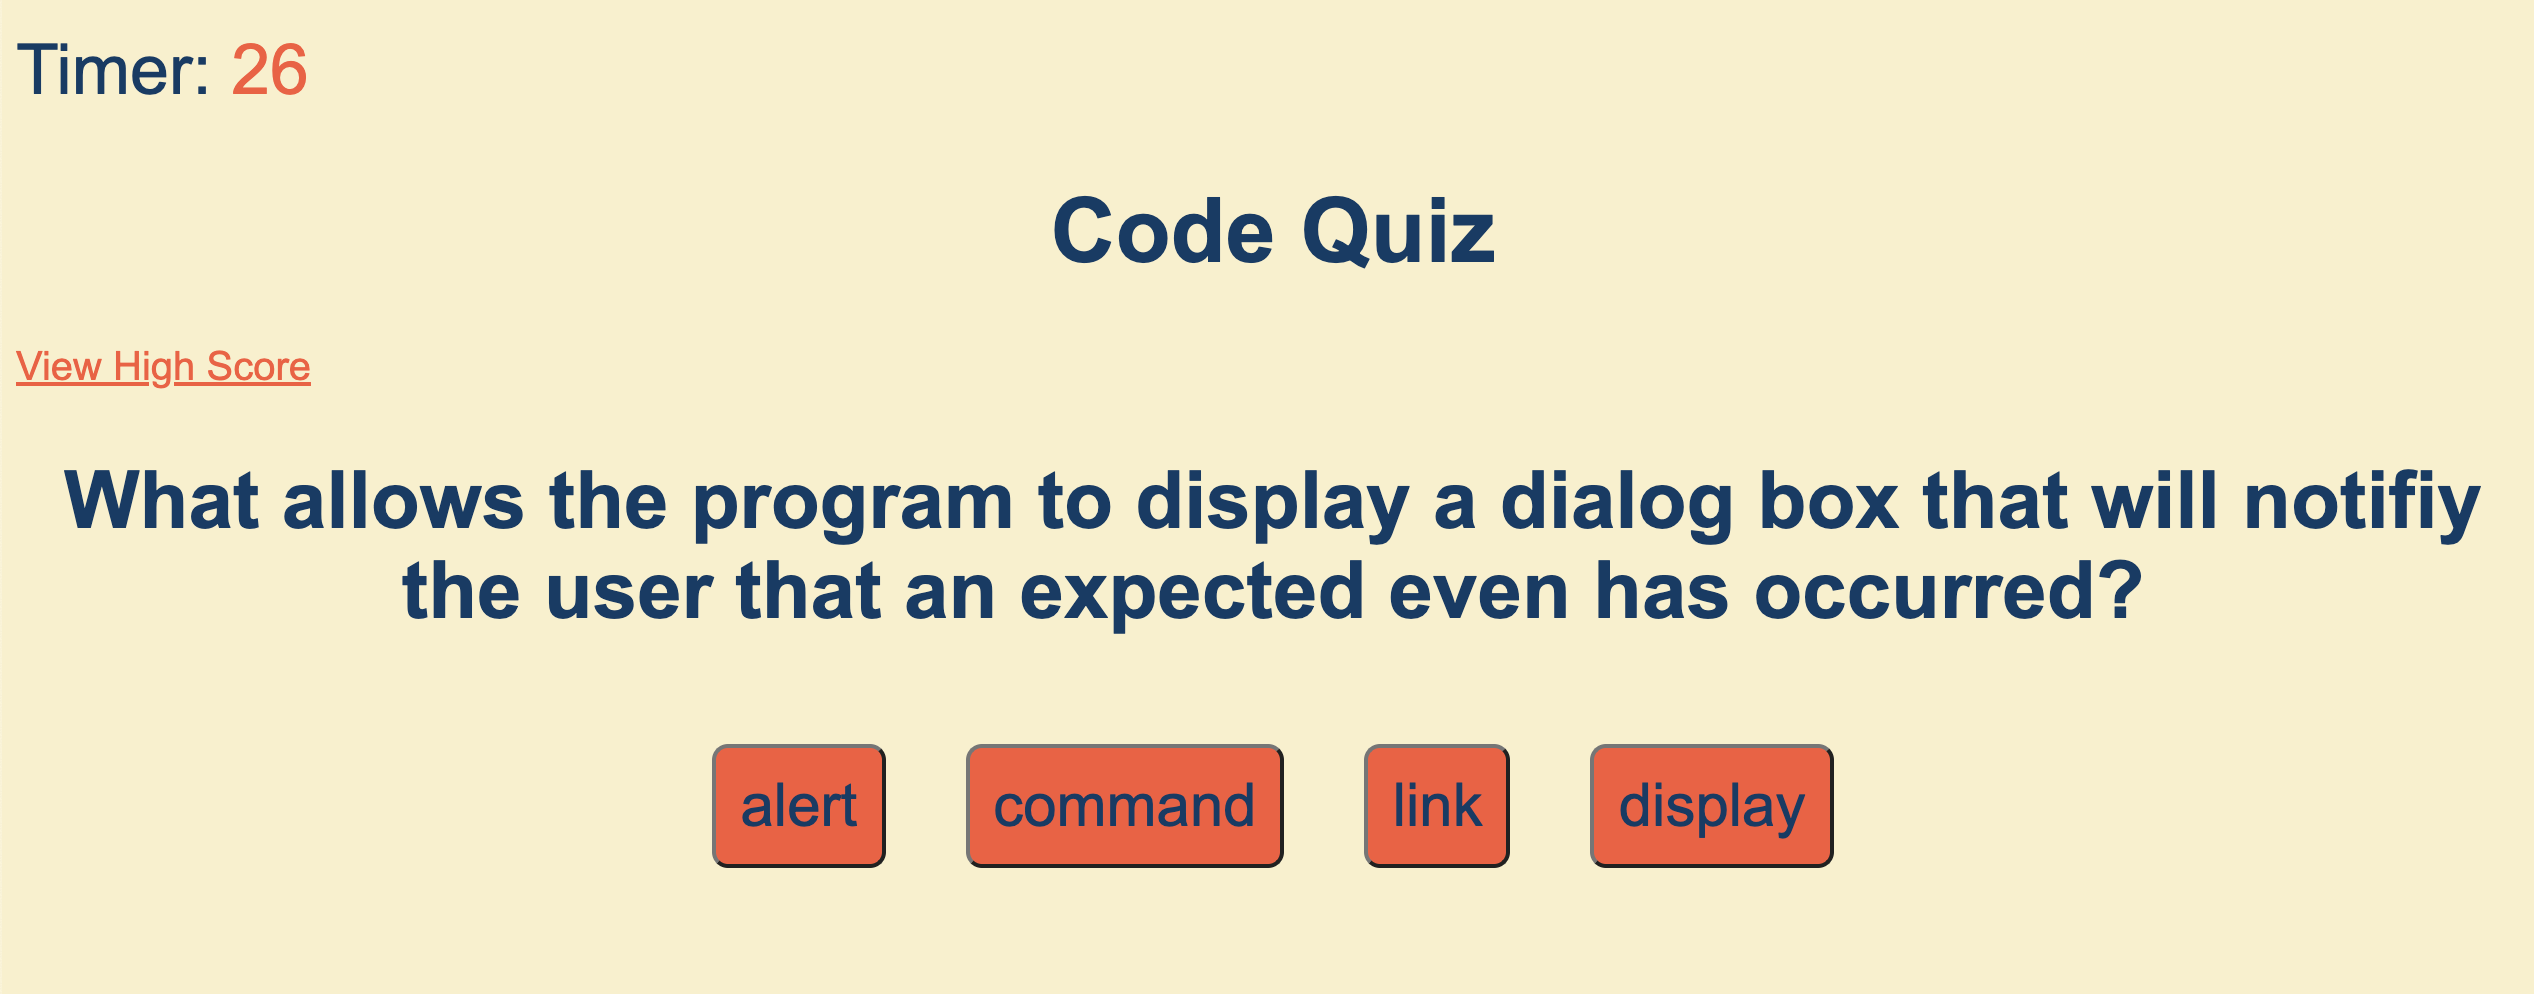 Timer: 26
Code Quiz
View High Score
What allows the program to display a dialog box that will notifiy
the user that an expected even has occurred?
alert command link display